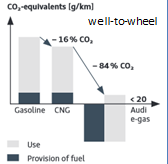 CO₂-equivalents [g/km]
well-to-wheel
– 16 % CO₂
– 84 % CO₂
< 20
Gasoline CNG Audi
e-gas
Use
Provision of fuel